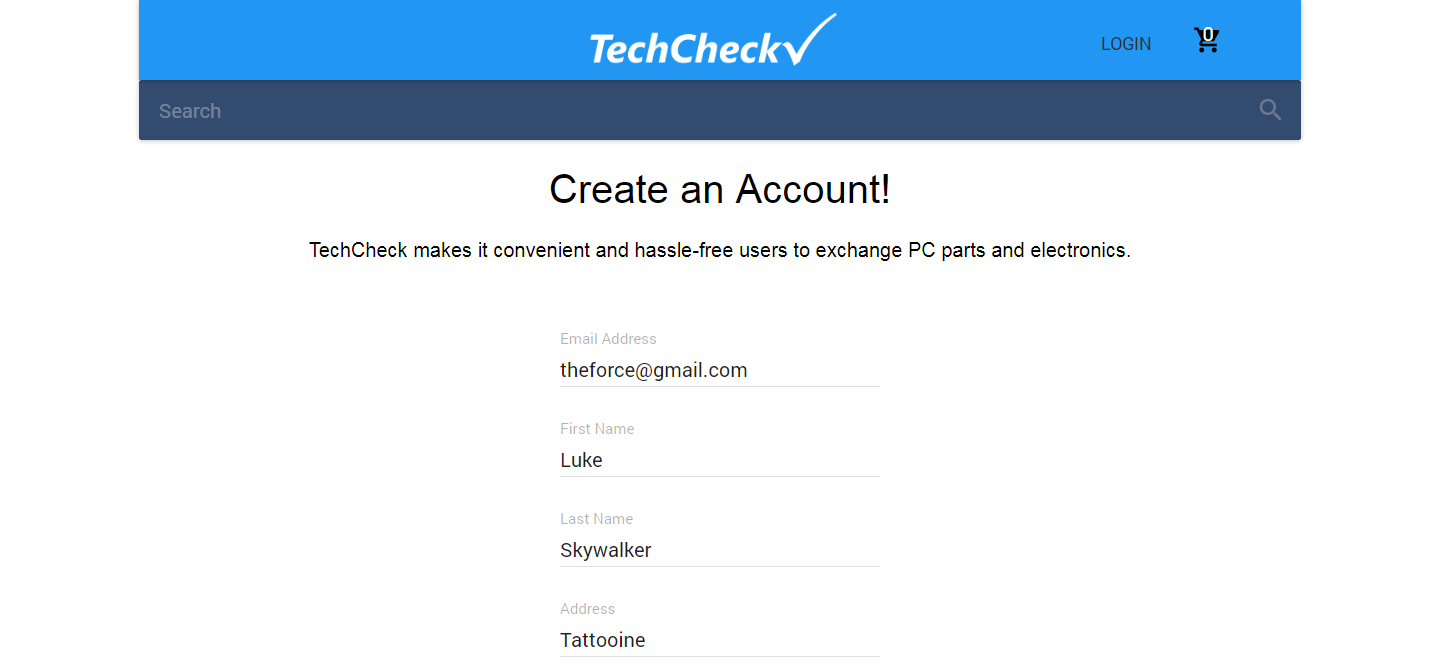 TechCheck
LOGIN
0
Search
Create an Account!
TechCheck makes it convenient and hassle-free users to exchange PC parts and electronics.
Email Address
theforce@gmail.com
First Name
Luke
Last Name
Skywalker
Address
Tattooine